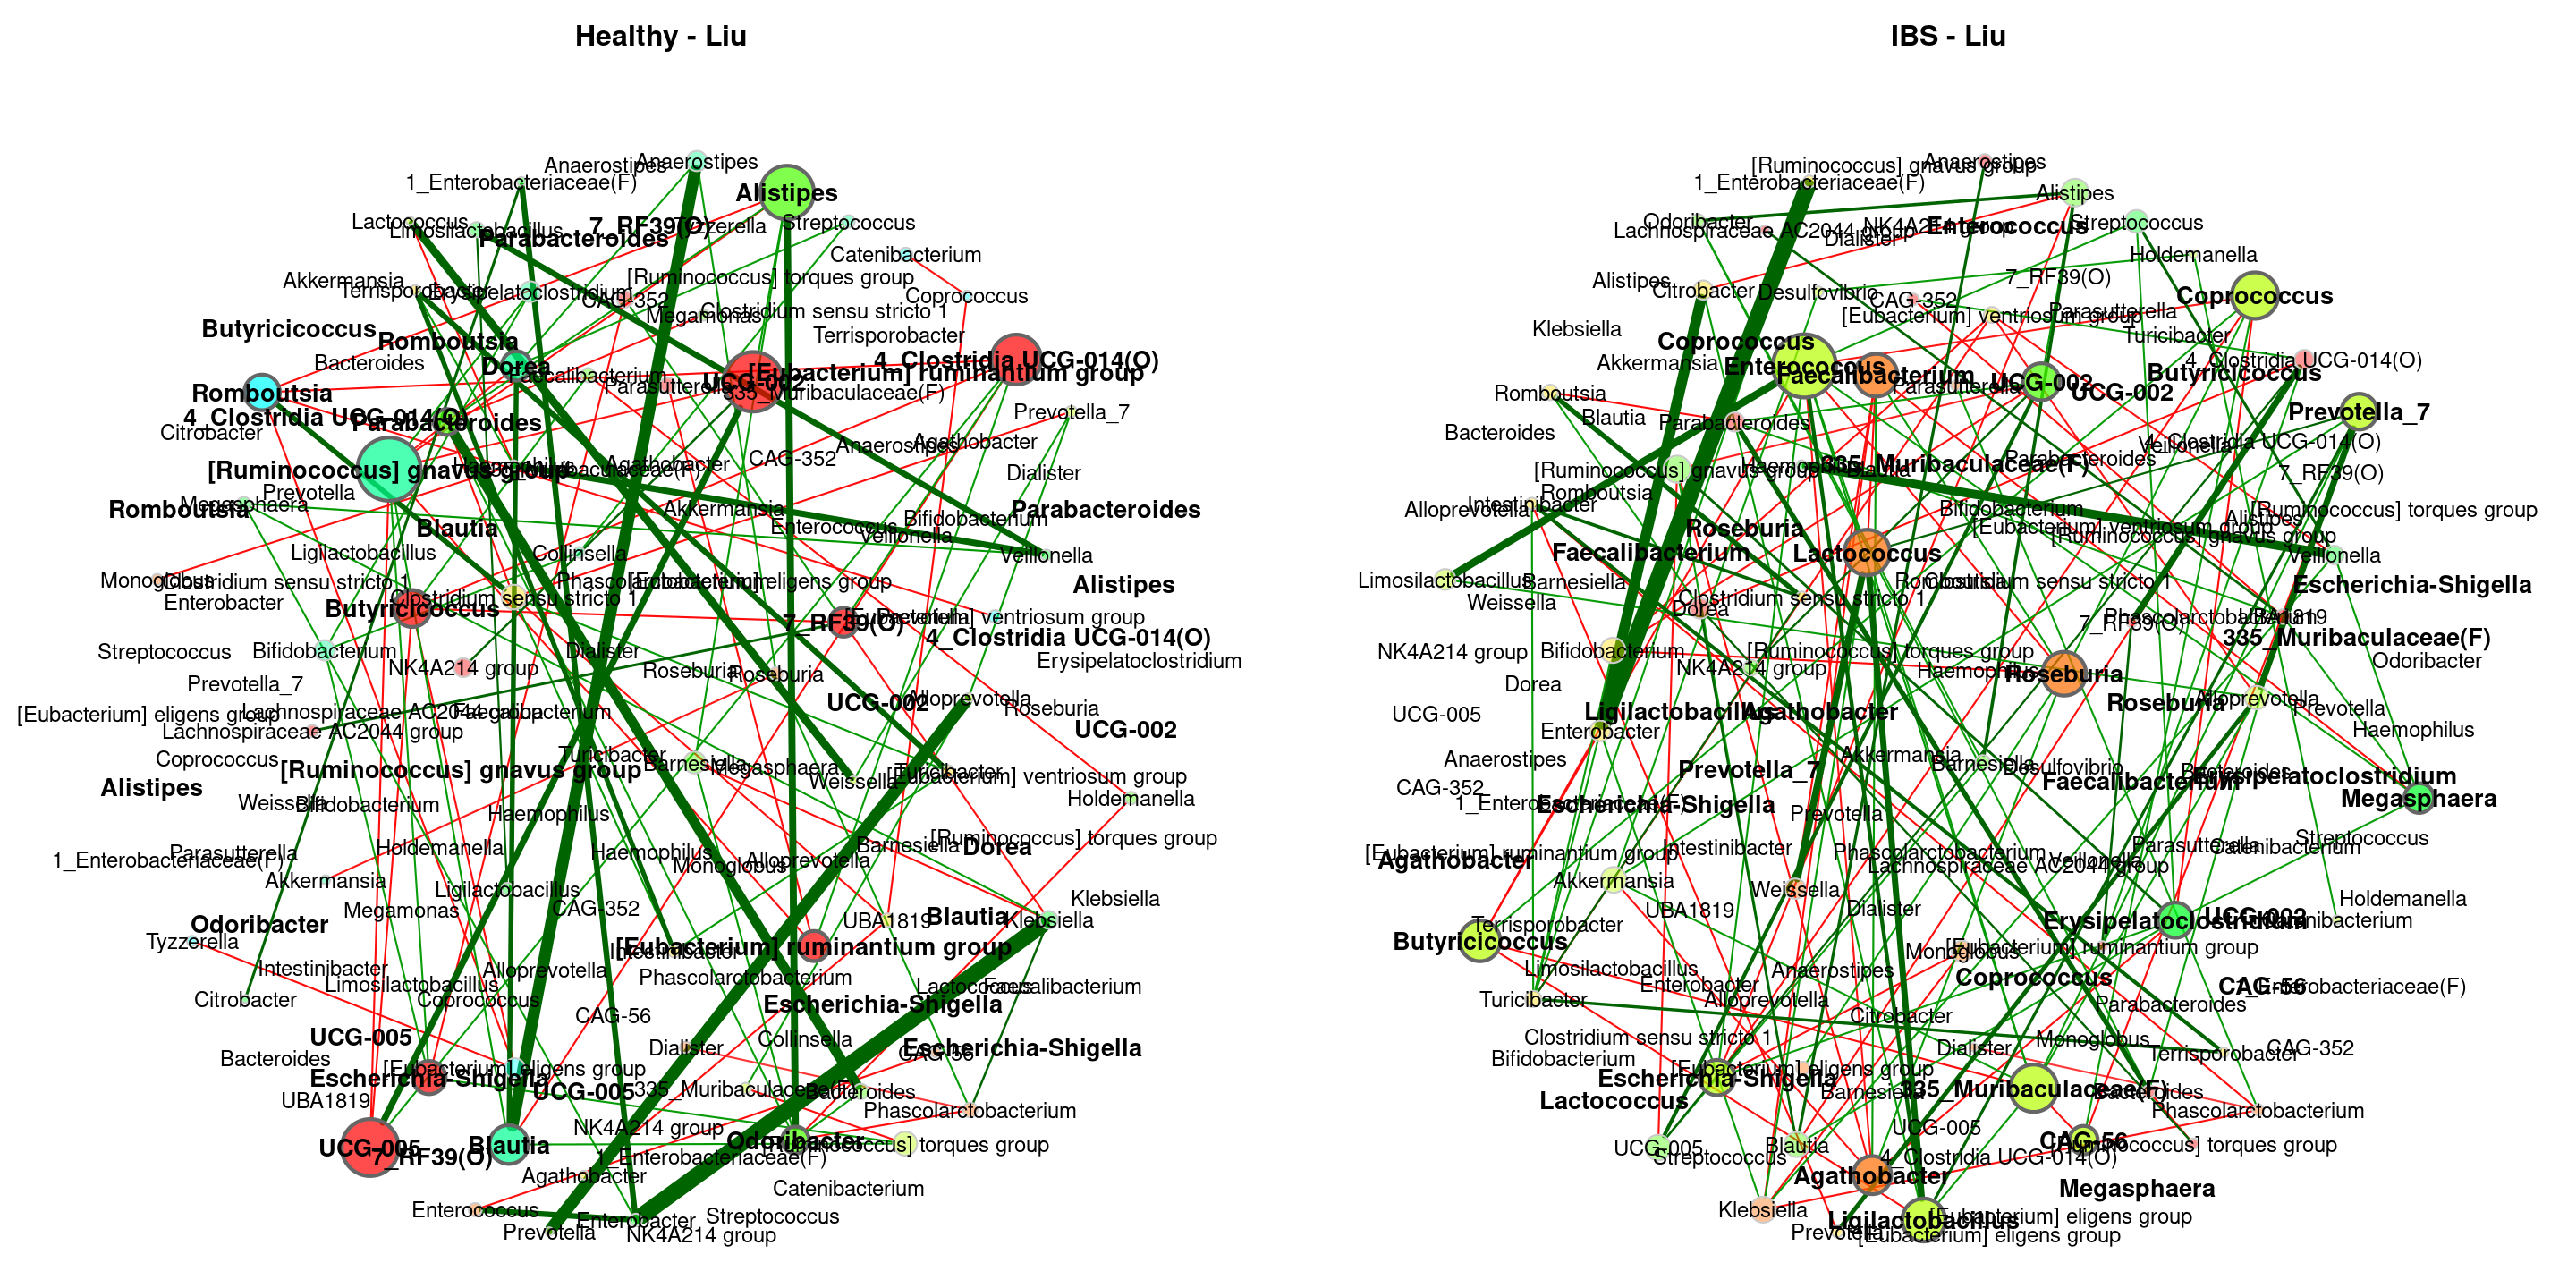 Healthy - Liu
Anaerostipes
Anaerostipes
1_Enterobacteriaceae(F)
Alistipes
Lactococcus
Limosilactobacillus
7_RF39(O)
Tyzzerella
Streptococcus
Parabacteroides
Catenibacterium
Akkermansia
Terrisporobacter
Erysipelatoclostridium
[Ruminococcus] torques group
CAG-352
Coprococcus
Megamonas
Clostridium sensu stricto 1
Butyricicoccus
Romboutsia
Terrisporobacter
Bacteroides
Dorea
Faecalibacterium
4_Clostridia UCG-014(O)
[Eubacterium] ruminantium group
UCG-002
Parasutterella
335_Muribaculaceae(F)
Romboutsia
4_Clostridia UCG-014(O)
Parabacteroides
Prevotella_7
Citrobacter
Anaerostipes
Agathobacter
CAG-352
[Ruminococcus] gnavus group
Agathobacter
Dialister
Prevotella
Megasphaera
Romboutsia
Akkermansia
Parabacteroides
Blautia
Enterococcus
Bifidobacterium
Veillonella
Ligilactobacillus
Collinsella
Veillonella
Monoglobus
Clostridium sensu stricto 1
Phascolarctobacterium
[Eubacterium] eligens group
Alistipes
Enterobacter
Clostridium sensu stricto 1
Butyricicoccus
7_RF39(O)
Prevotella
[Eubacterium] ventriosum group
4_Clostridia UCG-014(O)
Streptococcus
Bifidobacterium
Dialister
Erysipelatoclostridium
NK4A214 group
Roseburia
Roseburia
Prevotella_7
[Eubacterium] eligens group
Lachnospiraceae AC2044 group
Faecalibacterium
UCG-002
Alloprevotella
Roseburia
Lachnospiraceae AC2044 group
UCG-002
Coprococcus
Turicibacter
Barnesiella
Megasphaera
[Ruminococcus] gnavus group
Weissella
Turicibacter
[Eubacterium] ventriosum group
Alistipes
Weissella
Bifidobacterium
Haemophilus
Holdemanella
Parasutterella
1_Enterobacteriaceae(F)
Holdemanella
Haemophilus
Monoglobus
Alloprevotella
Barnesiella
[Ruminococcus] torques group
Dorea
Akkermansia
Ligilactobacillus
Megamonas
CAG-352
Klebsiella
UBA1819
Blautia
Klebsiella
Odoribacter
Tyzzerella
Intestinibacter
[Eubacterium] ruminantium group
Intestinibacter
Alloprevotella
Phascolarctobacterium
Limosilactobacillus
Lactococcus
Faecalibacterium
Citrobacter
Coprococcus
Escherichia-Shigella
CAG-56
UCG-005
Collinsella
Dialister
CAG-56
Escherichia-Shigella
Bacteroides
[Eubacterium] eligens group
Escherichia-Shigella
UCG-005
335_Muribaculaceae(F)
Bacteroides
UBA1819
Phascolarctobacterium
NK4A214 group
UCG-005
7_RF39(O)
Blautia
Odoribacter
[Ruminococcus] torques group
1_Enterobacteriaceae(F)
Agathobacter
Catenibacterium
Enterococcus
Enterobacter
Streptococcus
Prevotella
NK4A214 group
IBS - Liu
[Ruminococcus] gnavus group
Anaerostipes
1_Enterobacteriaceae(F)
Alistipes
Odoribacter
Lachnospiraceae AC2044 group
NK4A214 group
Enterococcus
Streptococcus
Dialister
Holdemanella
Alistipes
Citrobacter
Desulfovibrio
CAG-352
7_RF39(O)
Coprococcus
[Eubacterium] ventriosum group
Parasutterella
Klebsiella
Turicibacter
Coprococcus
Akkermansia
Enterococcus
Faecalibacterium
Parasutterella
UCG-002
UCG-002
4_Clostridia UCG-014(O)
Butyricicoccus
Romboutsia
Blautia
Parabacteroides
Prevotella_7
Bacteroides
Veillonella
4_Clostridia UCG-014(O)
[Ruminococcus] gnavus group
Haemophilus
335_Muribaculaceae(F)
Parabacteroides
7_RF39(O)
Romboutsia
Intestinibacter
Alloprevotella
Bifidobacterium
[Ruminococcus] torques group
Alistipes
Roseburia
[Eubacterium] ventriosum group
[Ruminococcus] gnavus group
Faecalibacterium
Lactococcus
Veillonella
Limosilactobacillus
Barnesiella
Romboutsia
Clostridium sensu stricto 1
Escherichia-Shigella
Weissella
Dorea
Clostridium sensu stricto 1
Phascolarctobacterium
UBA1819
7_RF39(O)
335_Muribaculaceae(F)
NK4A214 group
Bifidobacterium
[Ruminococcus] torques group
Odoribacter
NK4A214 group
Haemophilus
Roseburia
Dorea
Roseburia
Alloprevotella
Prevotella
UCG-005
Ligilactobacillus
Agathobacter
Enterobacter
Haemophilus
Anaerostipes
Akkermansia
Barnesiella
Desulfovibrio
Prevotella_7
Faecalibacterium
Bacteroides
Erysipelatoclostridium
CAG-352
1_Enterobacteriaceae(F)
Escherichia-Shigella
Prevotella
Megasphaera
Streptococcus
[Eubacterium] ruminantium group
Agathobacter
Intestinibacter
Phascolarctobacterium
Lachnospiraceae AC2044 group
Veillonella
Parasutterella
Catenibacterium
Akkermansia
Weissella
UBA1819
Dialister
Holdemanella
Terrisporobacter
Erysipelatoclostridium
UCG-002
Butyricicoccus
Monoglobus
[Eubacterium] ruminantium group
Limosilactobacillus
Anaerostipes
Coprococcus
Enterobacter
CAG-56
1_Enterobacteriaceae(F)
Turicibacter
Alloprevotella
Parabacteroides
Citrobacter
Clostridium sensu stricto 1
Monoglobus
Bifidobacterium
Dialister
Terrisporobacter
CAG-352
[Eubacterium] eligens group
Escherichia-Shigella
335_Muribaculaceae(F)
Barnesiella
Bacteroides
Lactococcus
Phascolarctobacterium
UCG-005
UCG-005
Blautia
CAG-56
[Ruminococcus] torques group
Streptococcus
4_Clostridia UCG-014(O)
Agathobacter
Megasphaera
Klebsiella
Ligilactobacillus
[Eubacterium] eligens group
Prevotella
[Eubacterium] eligens group